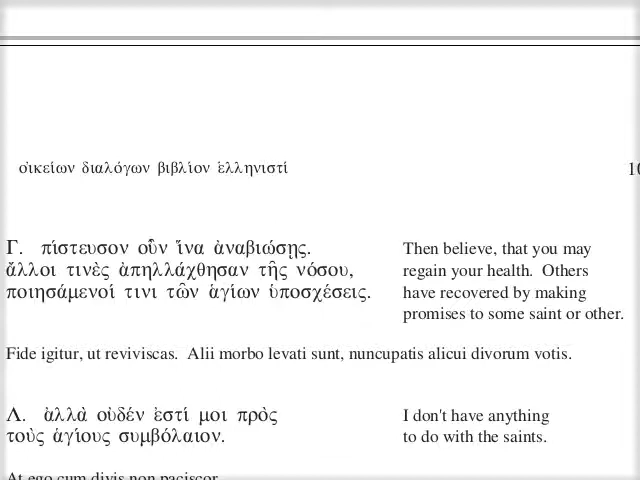 οἰκείων διαλόγων βιβλίον ἑλληνιστί
Γ. πίστευσον οὖν ἵνα ἀναβιώσῃς.
ἄλλοι τινὲς ἀπηλλάχθησαν τῆς νόσου,
ποιησάμενοί τινι τῶν ἁγίων ὑποσχέσεις.
Then believe, that you may
regain your health. Others
have recovered by making
promises to some saint or other.
Fide igitur, ut reviviscas. Alii morbo levati sunt, nuncupatis alicui divorum votis.
Λ. ἀλλὰ οὐδέν ἐστί μοι πρὸς
τοὺς ἁγίους συμβόλαιον.
I don't have anything
to do with the saints.
At ego cum divis non paciscor